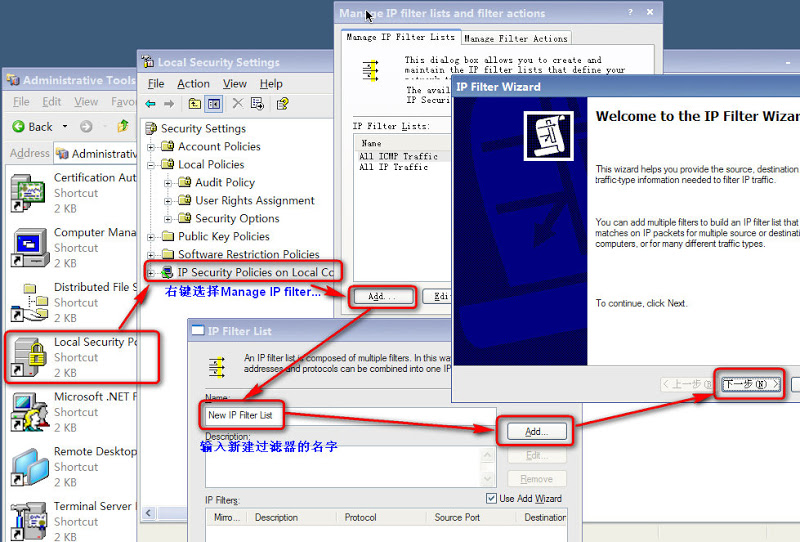 Manage IP filter lists and filter actions
Manage IP Filter Lists
Manage Filter Actions
This dialog box allows you to create and
maintain the IP filter lists that define your
The avai
IP Securi
IP Filter Lists:
Name
All ICMP Traffic
All IP Traffic
Add...
Edi
Local Security Settings
File Action View Help
Security Settings
Account Policies
Local Policies
Audit Policy
User Rights Assignment
Security Options
Public Key Policies
Software Restriction Policies
IP Security Policies on Local Co
右键选择Manage IP filter...
Administrative Tools
File Edit View Favo
Back
Address Administrativ
Certification Aut
Shortcut
2 KB
Computer Mana
Shortcut
2 KB
Distributed File S
Shortcut
2 KB
Local Security Po
Shortcut
2 KB
Microsoft .NET F
Shortcut
2 KB
Remote Desktop
Shortcut
2 KB
Terminal Server
Shortcut
2 KB
IP Filter Wizard
Welcome to the IP Filter Wizar
This wizard helps you provide the source, destination
traffic-type information needed to filter IP traffic.
You can add multiple filters to build an IP filter list that
matches on IP packets for multiple source or destinati
computers, or for many different traffic types.
To continue, click Next.
< 上一步(B
下一步(N) >
IP Filter List
An IP filter list is composed of multiple filters. In this wa
addresses and protocols can be combined into one IP
Name:
New IP Filter List
Description:
输入新建过滤器的名字
Add...
Edit...
Remove
IP Filters:
Use Add Wizard
Mirro... Description Protocol Source Port Destination